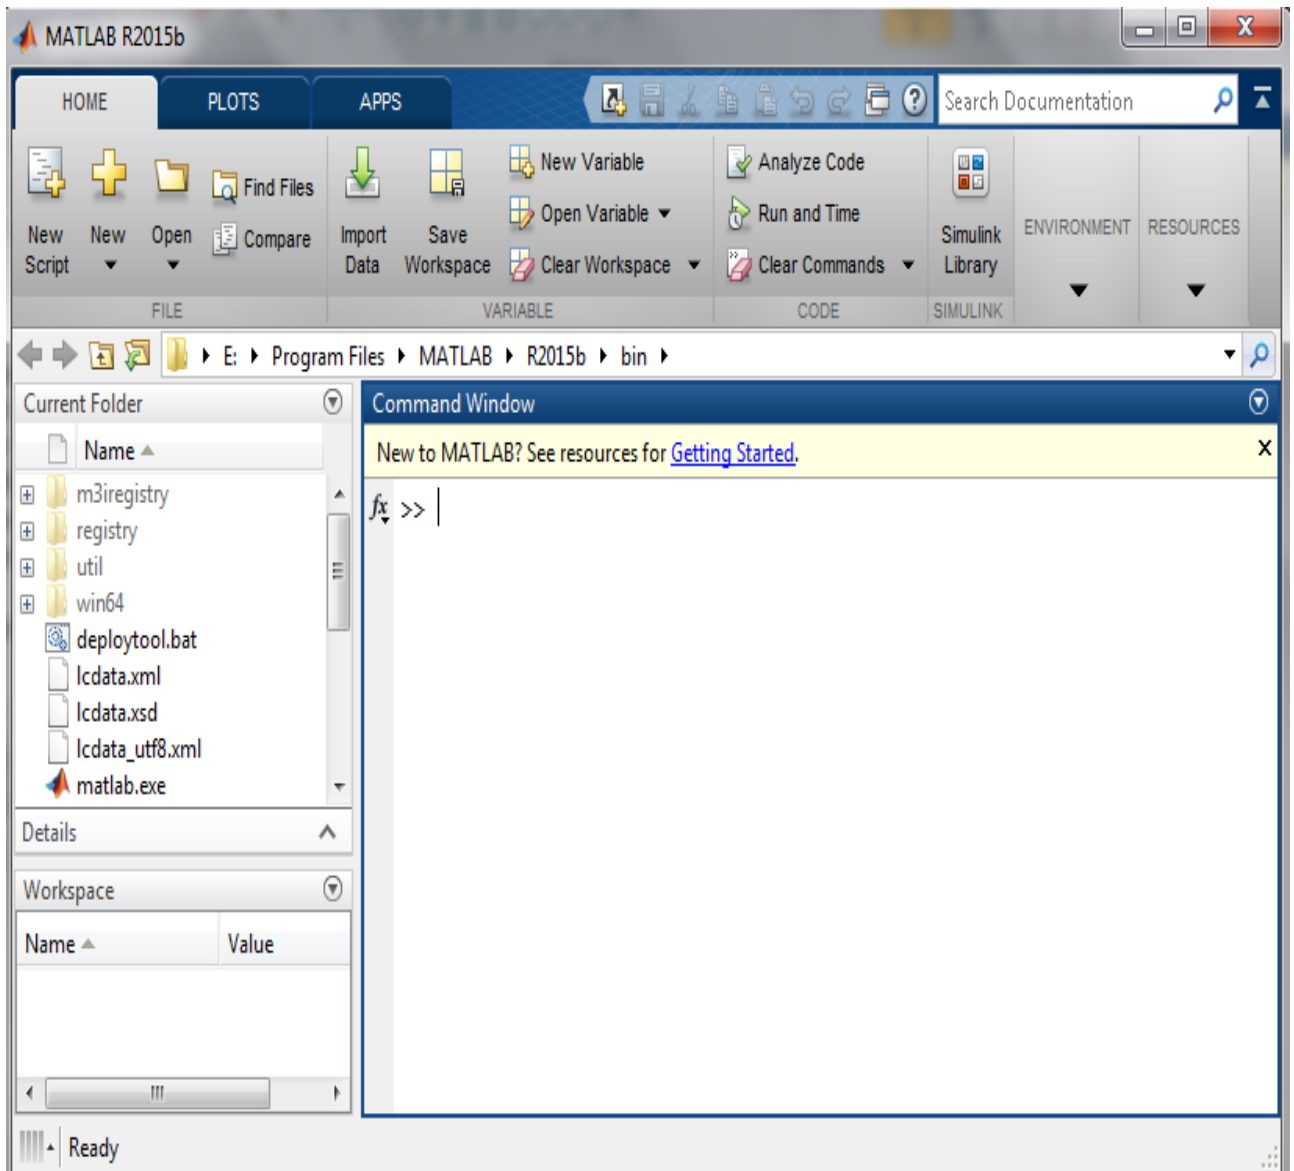 MATLAB R2015b
HOME PLOTS APPS Search Documentation
New Script New Open Find Files Compare
FILE
Import Data Save Workspace New Variable Open Variable Clear Workspace
VARIABLE
Analyze Code Run and Time Clear Commands
CODE
Simulink Library
SIMULINK
ENVIRONMENT RESOURCES
E: Program Files MATLAB R2015b bin
Current Folder
Name
m3iregistry
registry
util
win64
deploytool.bat
lcdata.xml
lcdata.xsd
lcdata_utf8.xml
matlab.exe
Details
Workspace
Name Value
Command Window
New to MATLAB? See resources for Getting Started.
fx >>
Ready